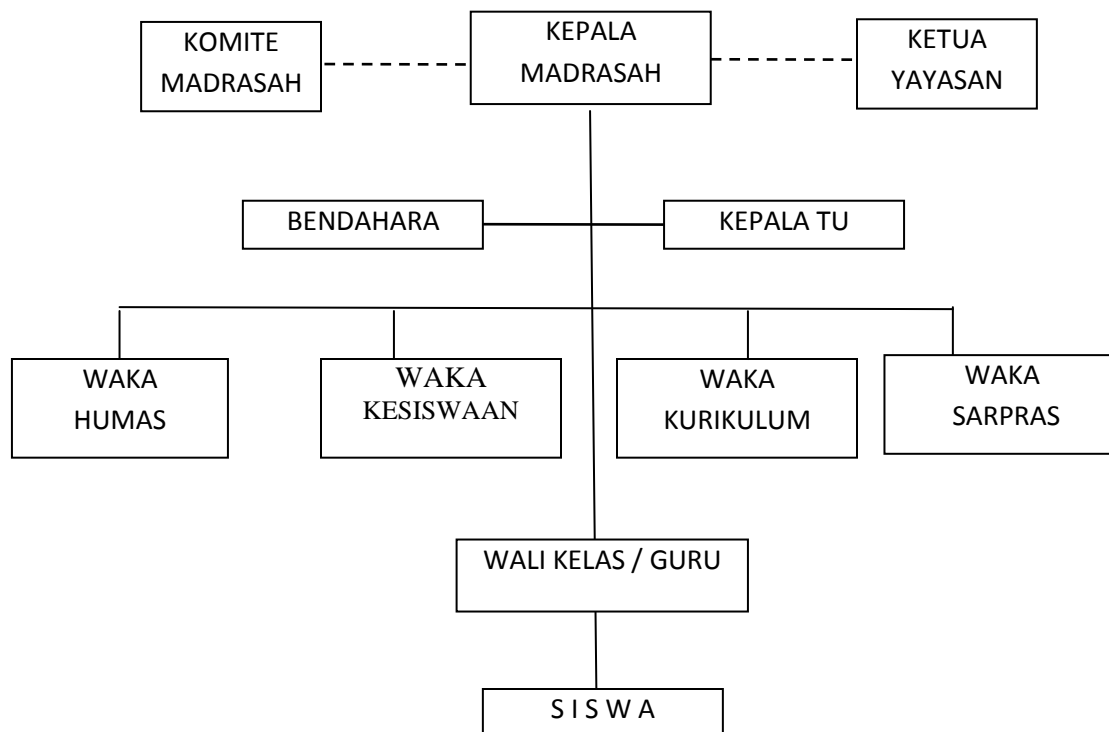 KOMITE
MADRASAH
KEPALA
MADRASAH
KETUA
YAYASAN
BENDAHARA
KEPALA TU
WAKA
HUMAS
WAKA
KESISWAAN
WAKA
KURIKULUM
WAKA
SARPRAS
WALI KELAS / GURU
S I S W A